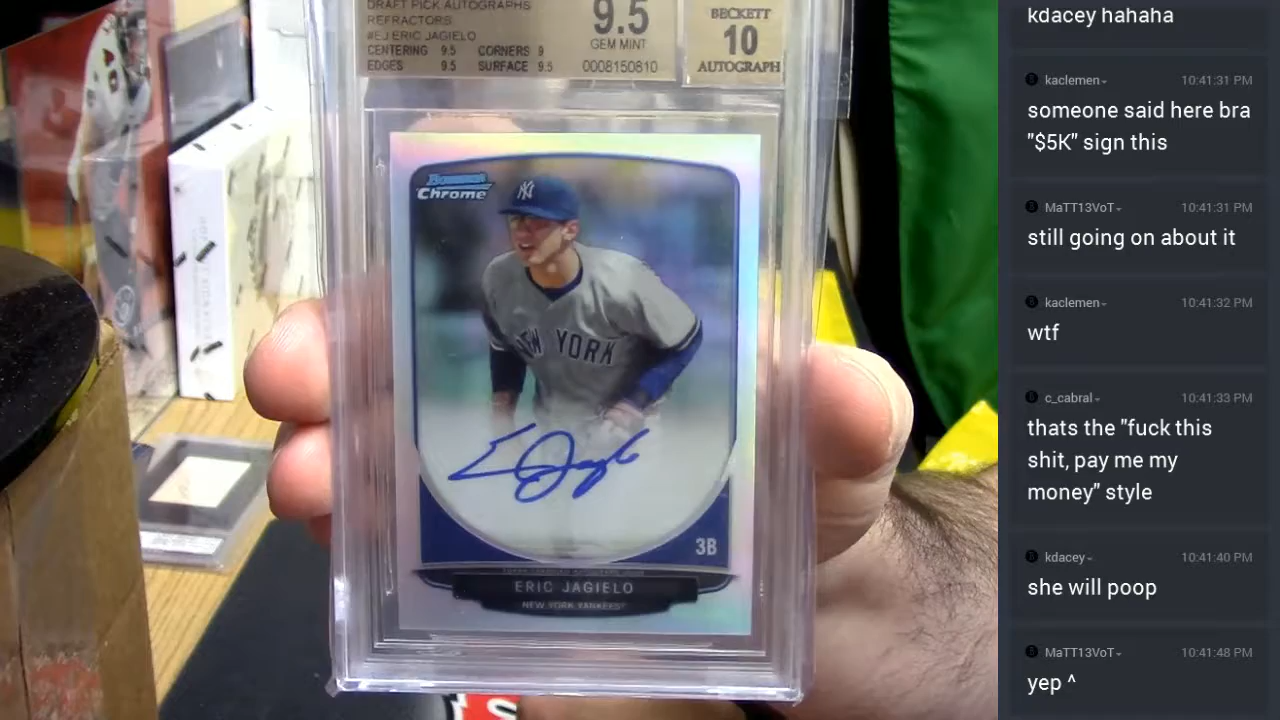 DRAFT PICK AUTOGRAPHS
REFRACTORS
#EJ ERIC JAGIELO
CENTERING 9.5 CORNERS 9
EDGES 9.5 SURFACE 9.5
9.5
GEM MINT
0008150810
BECKETT
10
AUTOGRAPH
Bowman
Chrome
NY
NEW YORK
3B
ERIC JAGIELO
NEW YORK YANKEES
kdacey hahaha
kaclemen 10:41:31 PM
someone said here bra
"$5K" sign this
MaTT13VoT 10:41:31 PM
still going on about it
kaclemen 10:41:32 PM
wtf
c_cabral 10:41:33 PM
thats the "fuck this
shit, pay me my
money" style
kdacey 10:41:40 PM
she will poop
MaTT13VoT 10:41:48 PM
yep ^